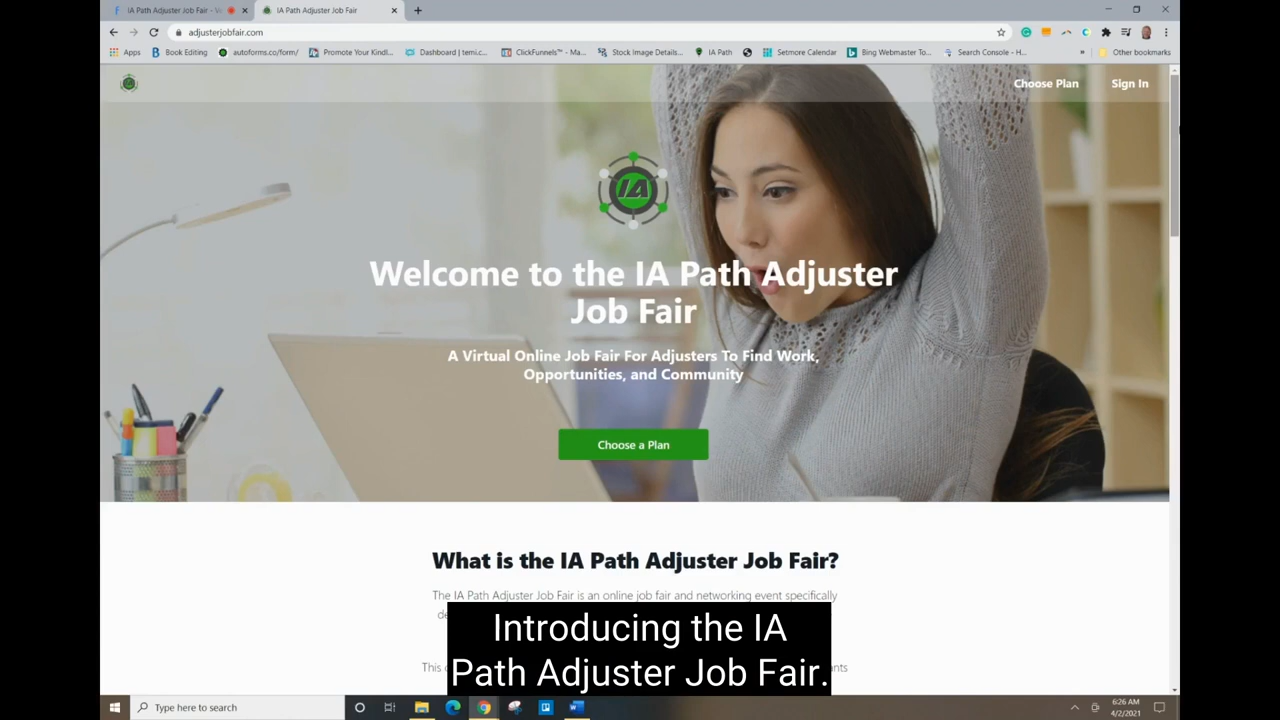 IA Path Adjuster Job Fair - V
IA Path Adjuster Job Fair
adjusterjobfair.com
Apps
Book Editing
autoforms.co/form/
Promote Your Kindl...
Dashboard | temi.c...
ClickFunnels™ - Ma...
Stock Image Details...
IA Path
Setmore Calendar
Bing Webmaster To...
Search Console - H...
»
Other bookmarks
Choose Plan
Sign In
IA
Welcome to the IA Path Adjuster
Job Fair
A Virtual Online Job Fair For Adjusters To Find Work,
Opportunities, and Community
Choose a Plan
What is the IA Path Adjuster Job Fair?
The IA Path Adjuster Job Fair is an online job fair and networking event specifically
Introducing the IA
Path Adjuster Job Fair.
Type here to search
6:26 AM
4/2/2021